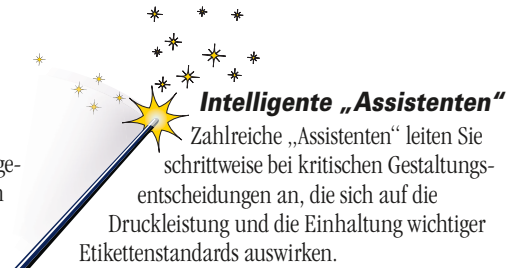 Intelligente „Assistenten“
Zahlreiche „Assistenten“ leiten Sie
schrittweise bei kritischen Gestaltungs-
entscheidungen an, die sich auf die
Druckleistung und die Einhaltung wichtiger
Etikettenstandards auswirken.